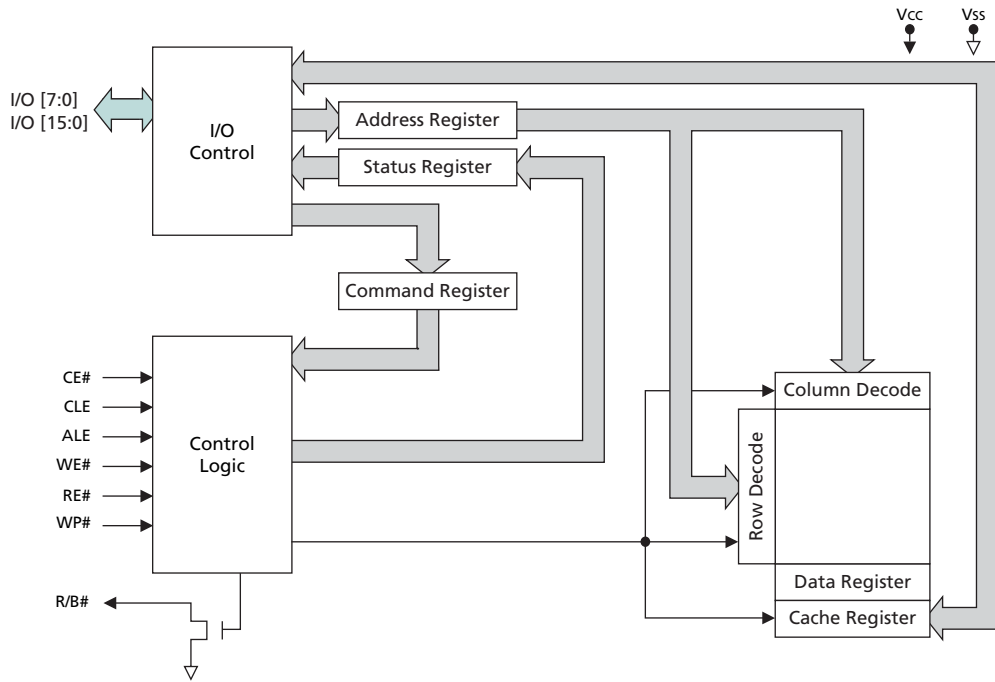 Vcc
Vss
I/O [7:0]
I/O [15:0]
I/O
Control
Address Register
Status Register
Command Register
CE#
CLE
ALE
WE#
RE#
WP#
Control
Logic
Column Decode
Row Decode
Data Register
Cache Register
R/B#